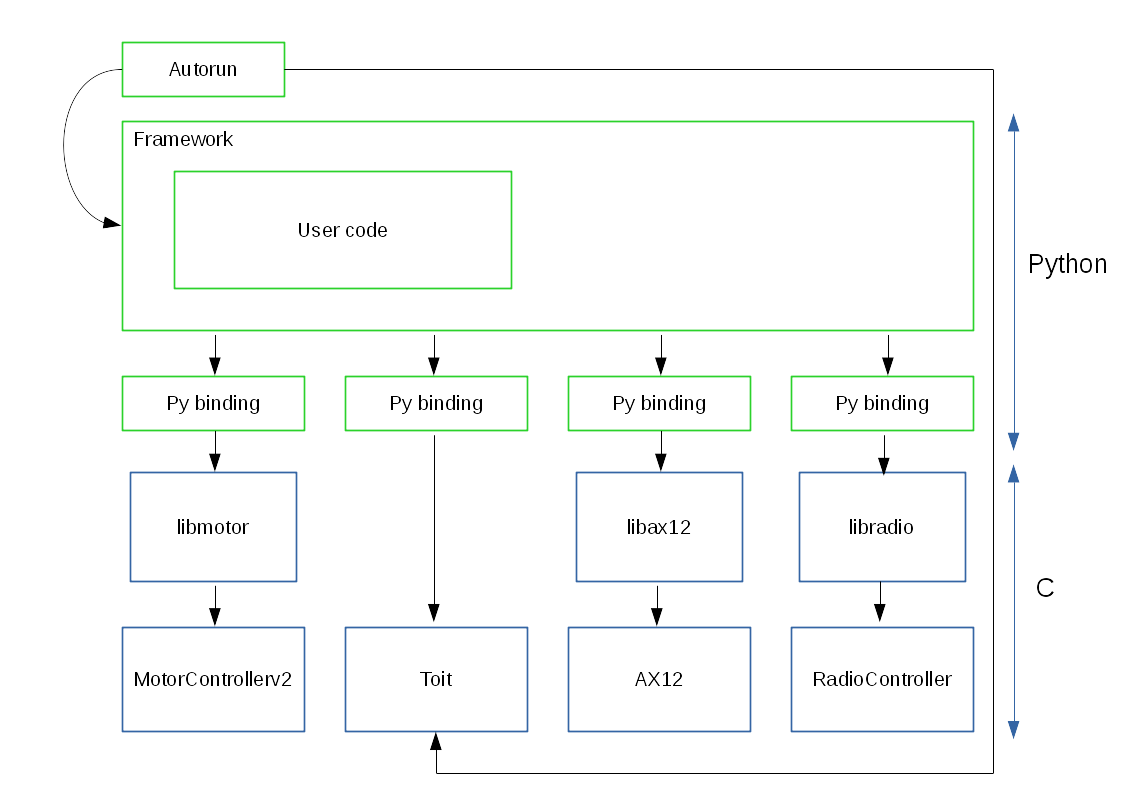 Autorun
Framework
User code
Python
Py binding
Py binding
Py binding
Py binding
libmotor
libax12
libradio
C
MotorControllerv2
Toit
AX12
RadioController